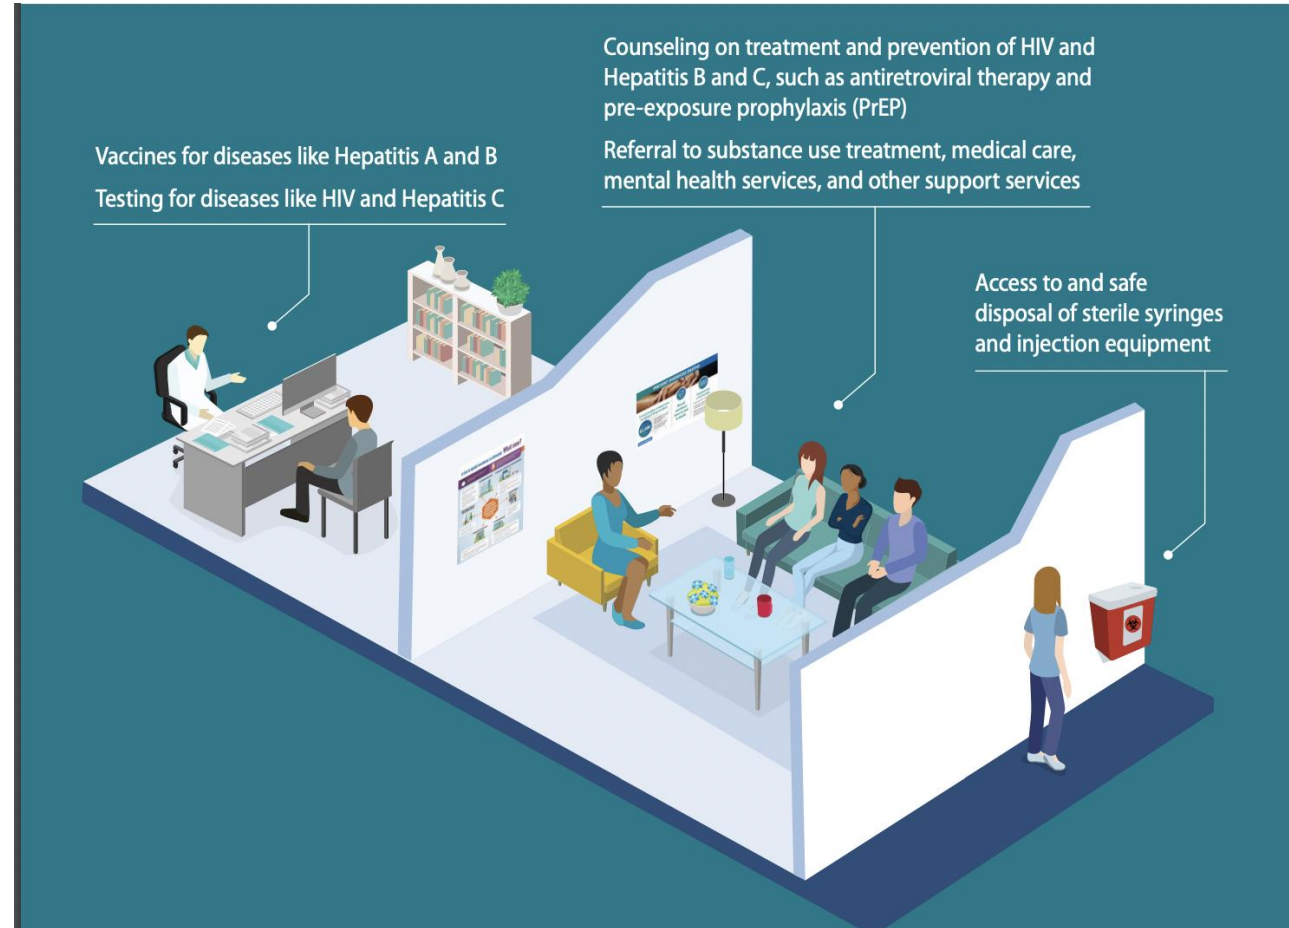 Counseling on treatment and prevention of HIV and
Hepatitis B and C, such as antiretroviral therapy and
pre-exposure prophylaxis (PrEP)
Referral to substance use treatment, medical care,
mental health services, and other support services
Vaccines for diseases like Hepatitis A and B
Testing for diseases like HIV and Hepatitis C
Access to and safe
disposal of sterile syringes
and injection equipment
What now?